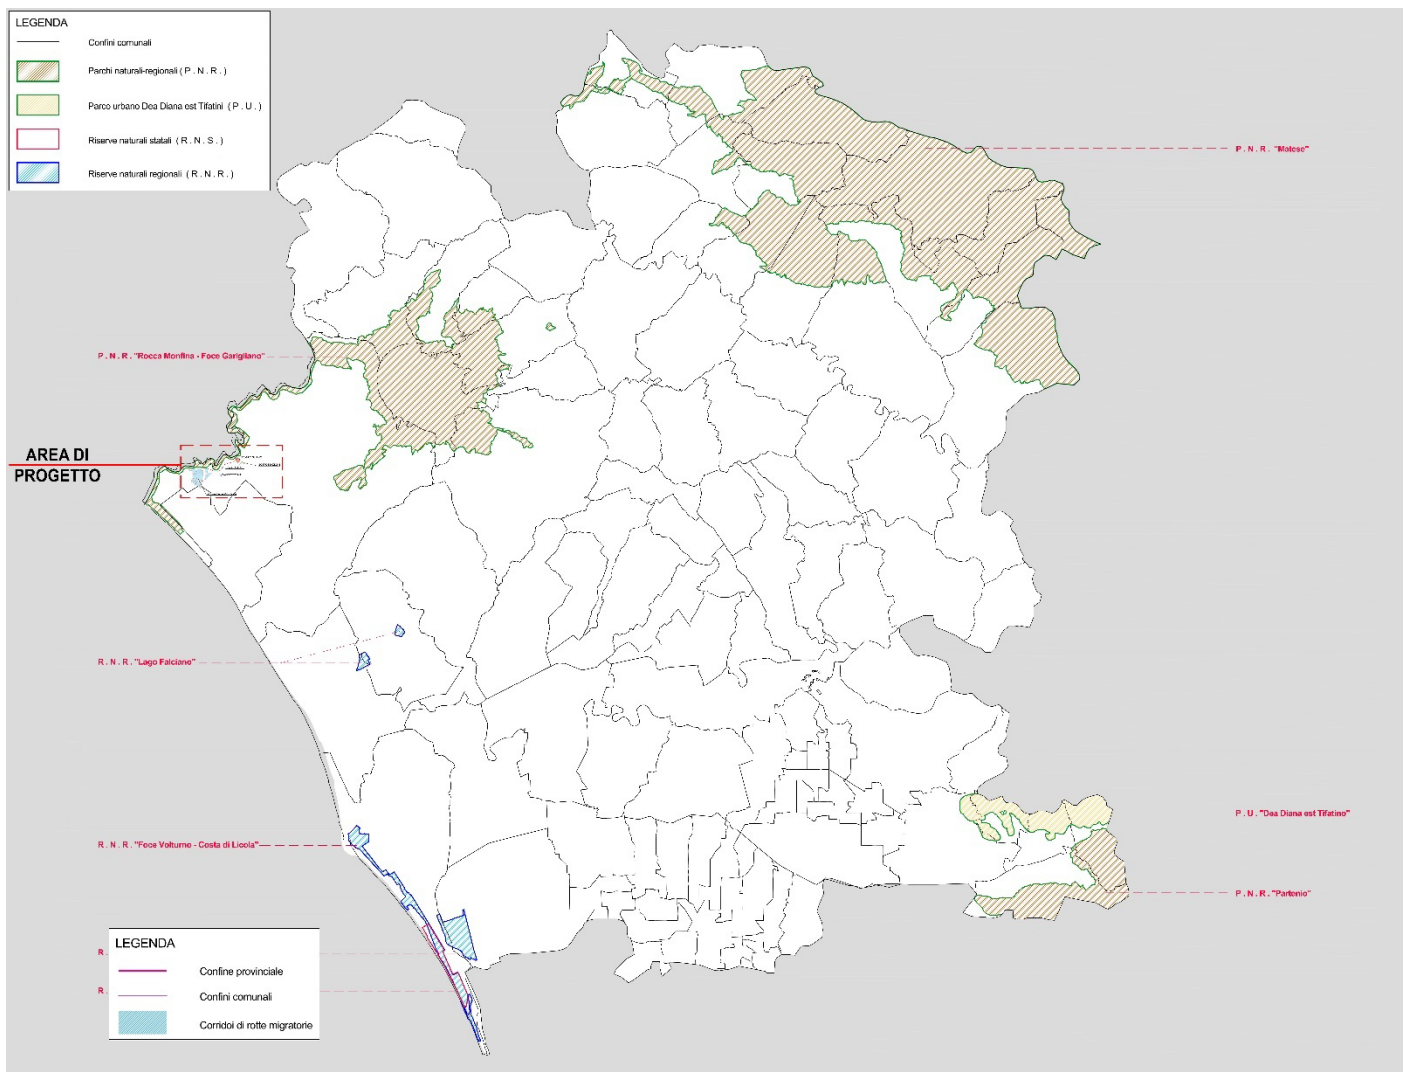 LEGENDA
Confini comunali
Parchi naturali-regionali ( P . N . R . )
Parco urbano Dea Diana est Tifatini ( P . U . )
Riserve naturali statali ( R . N . S . )
Riserve naturali regionali ( R . N . R . )
P . N . R . "Matese"
P . N . R . "Rocca Monfina - Foce Garigliano"
AREA DI
PROGETTO
R . N . R . "Lago Falciano"
P . U . "Dea Diana est Tifatino"
R . N . R . "Foce Volturno - Costa di Licola"
P . N . R . "Partenio"
R .
R .
LEGENDA
Confine provinciale
Confini comunali
Corridoi di rotte migratorie